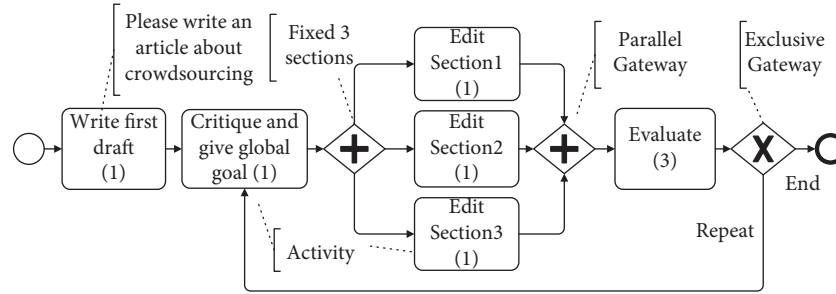 Please write an
article about
crowdsourcing
Fixed 3
sections
Edit
Section1
(1)
Parallel
Gateway
Exclusive
Gateway
Write first
draft
(1)
Critique and
give global
goal (1)
Edit
Section2
(1)
Evaluate
(3)
X
End
Edit
Section3
(1)
Activity
Repeat